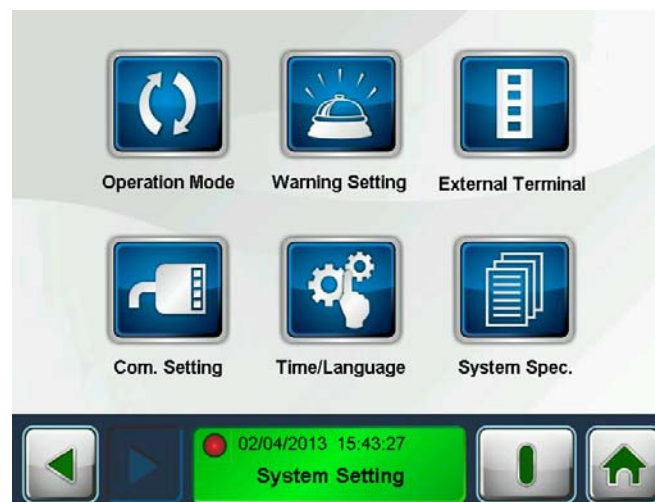 Operation Mode
Warning Setting
External Terminal
Com. Setting
Time/Language
System Spec.
02/04/2013 15:43:27
System Setting